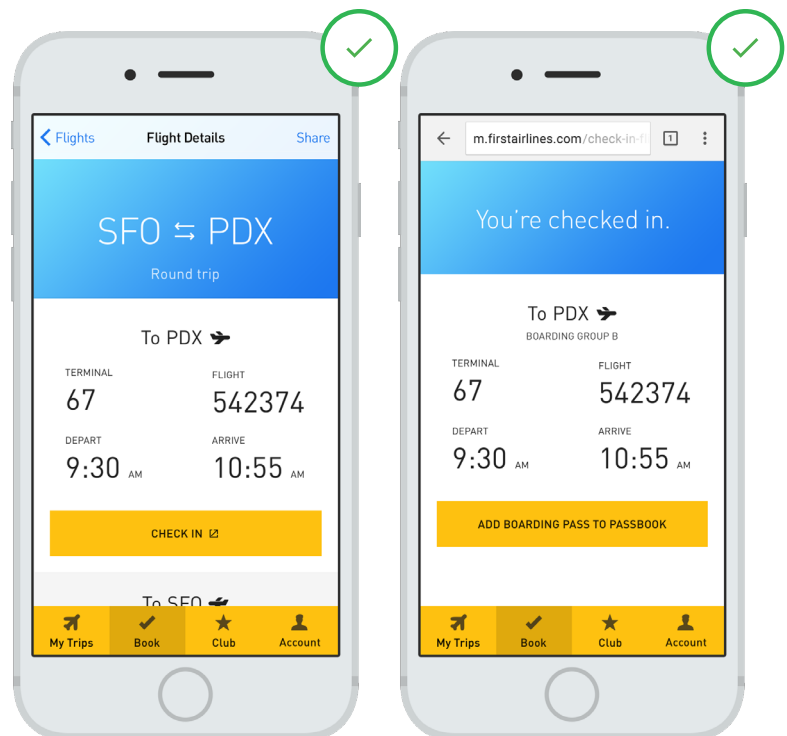 Flights
Flight Details
Share
SFO ⇆ PDX
Round trip
To PDX
TERMINAL
67
FLIGHT
542374
DEPART
9:30 AM
ARRIVE
10:55 AM
CHECK IN
To SFO
My Trips
Book
Club
Account
m.firstairlines.com/check-in-fl
1
You're checked in.
To PDX
BOARDING GROUP B
TERMINAL
67
FLIGHT
542374
DEPART
9:30 AM
ARRIVE
10:55 AM
ADD BOARDING PASS TO PASSBOOK
My Trips
Book
Club
Account